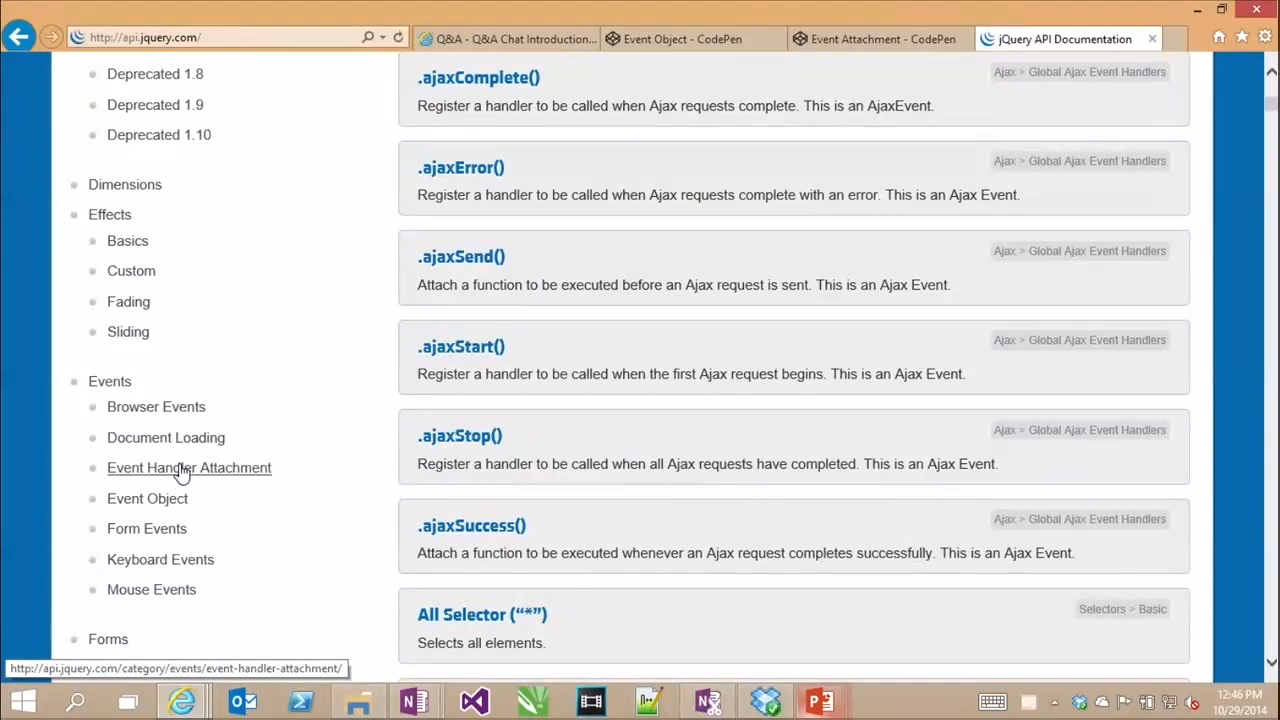 http://api.jquery.com/
Q&A - Q&A Chat Introduction...
Event Object - CodePen
Event Attachment - CodePen
jQuery API Documentation
Deprecated 1.8
Deprecated 1.9
Deprecated 1.10
Dimensions
Effects
Basics
Custom
Fading
Sliding
Events
Browser Events
Document Loading
Event Handler Attachment
Event Object
Form Events
Keyboard Events
Mouse Events
Forms
http://api.jquery.com/category/events/event-handler-attachment/
.ajaxComplete()
Ajax > Global Ajax Event Handlers
Register a handler to be called when Ajax requests complete. This is an AjaxEvent.
.ajaxError()
Ajax > Global Ajax Event Handlers
Register a handler to be called when Ajax requests complete with an error. This is an Ajax Event.
.ajaxSend()
Ajax > Global Ajax Event Handlers
Attach a function to be executed before an Ajax request is sent. This is an Ajax Event.
.ajaxStart()
Ajax > Global Ajax Event Handlers
Register a handler to be called when the first Ajax request begins. This is an Ajax Event.
.ajaxStop()
Ajax > Global Ajax Event Handlers
Register a handler to be called when all Ajax requests have completed. This is an Ajax Event.
.ajaxSuccess()
Ajax > Global Ajax Event Handlers
Attach a function to be executed whenever an Ajax request completes successfully. This is an Ajax Event.
All Selector (“*”)
Selectors > Basic
Selects all elements.
12:46 PM
10/29/2014